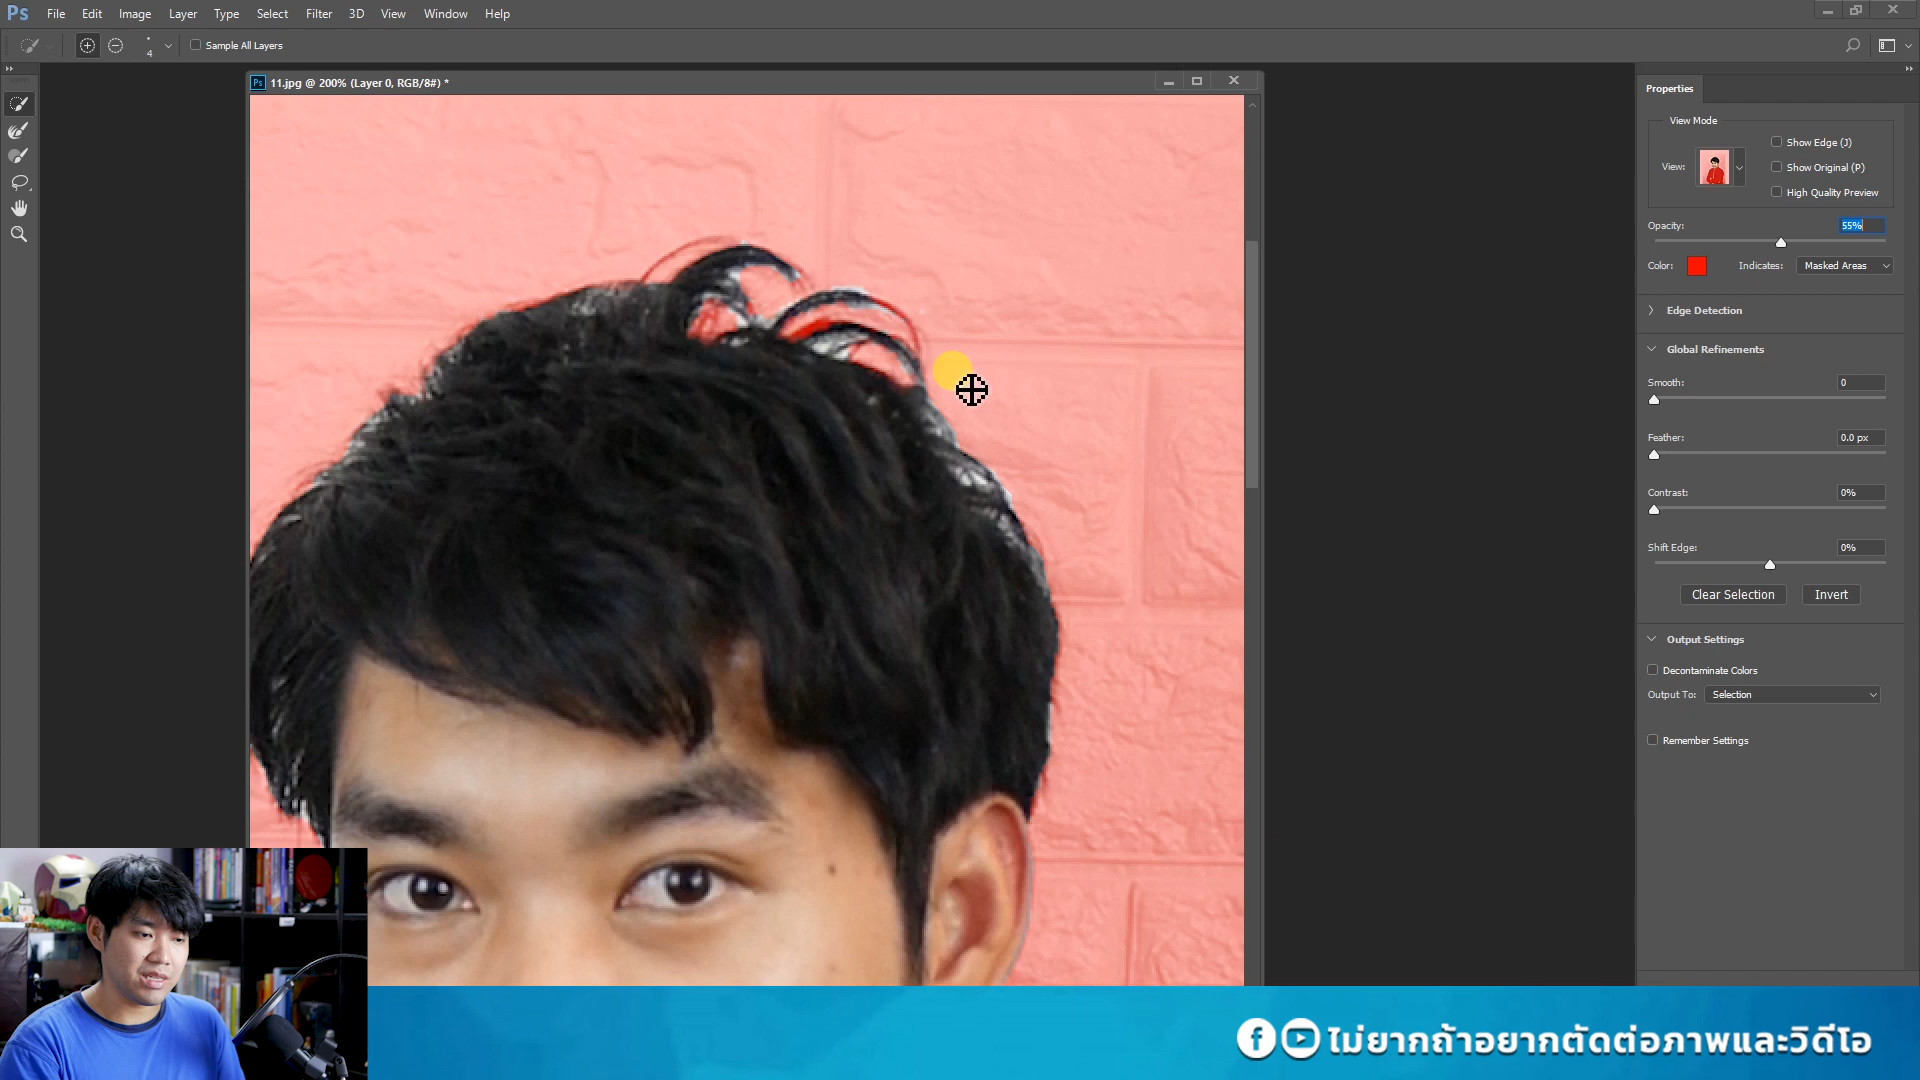 Ps File Edit Image Layer Type Select Filter 3D View Window Help
4 Sample All Layers
Ps 11.jpg @ 200% (Layer 0, RGB/8#) *
Properties
View Mode
View:
Show Edge (J)
Show Original (P)
High Quality Preview
Opacity: 55%
Color: Indicates: Masked Areas
Edge Detection
Global Refinements
Smooth: 0
Feather: 0.0 px
Contrast: 0%
Shift Edge: 0%
Clear Selection Invert
Output Settings
Decontaminate Colors
Output To: Selection
Remember Settings
ไม่ยากถ้าอยากตัดต่อภาพและวิดีโอ